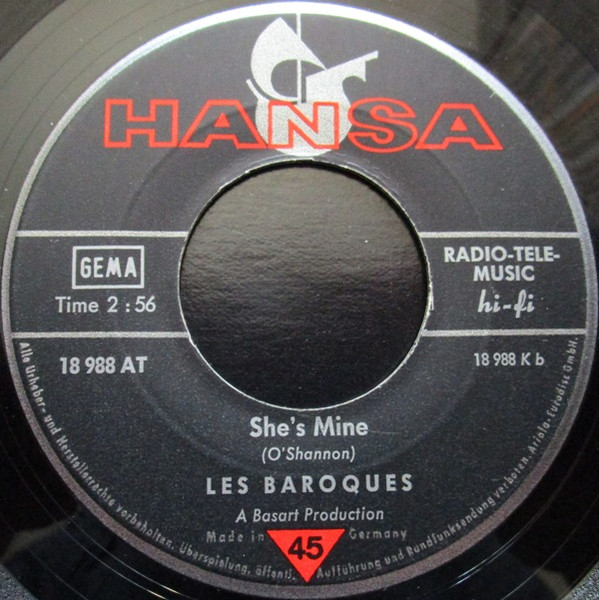 HANSA
GEMA
Time 2 : 56
RADIO-TELE-
MUSIC
hi-fi
18 988 AT
18 988 K b
She's Mine
(O'Shannon)
LES BAROQUES
A Basart Production
Made in Germany
45
Alle Urheber- und Herstellerrechte vorbehalten. Überspielung, öffentl. Aufführung und Rundfunksendung verboten. Ariola-Eurodisc GmbH.